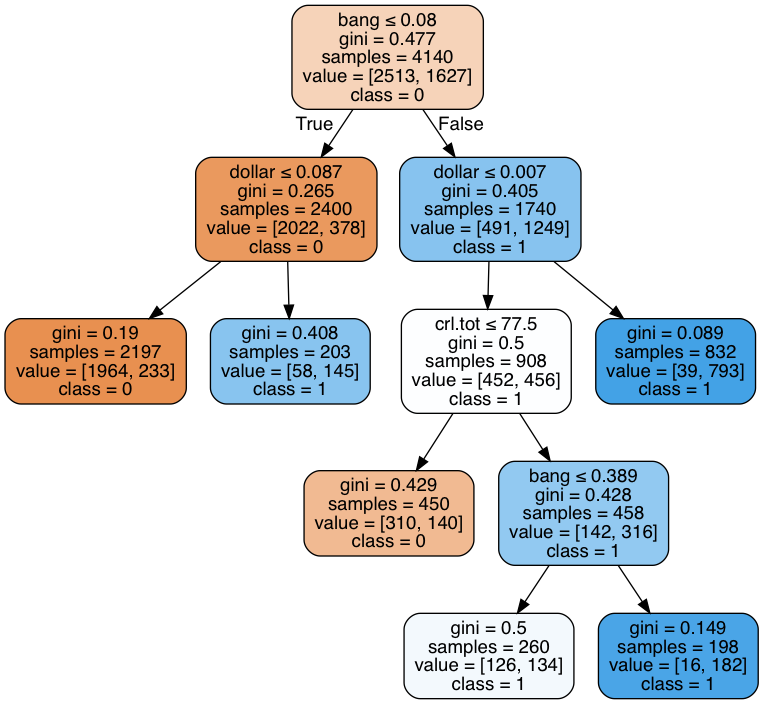 bang ≤ 0.08
gini = 0.477
samples = 4140
value = [2513, 1627]
class = 0
True
False
dollar ≤ 0.087
gini = 0.265
samples = 2400
value = [2022, 378]
class = 0
dollar ≤ 0.007
gini = 0.405
samples = 1740
value = [491, 1249]
class = 1
gini = 0.19
samples = 2197
value = [1964, 233]
class = 0
gini = 0.408
samples = 203
value = [58, 145]
class = 1
crl.tot ≤ 77.5
gini = 0.5
samples = 908
value = [452, 456]
class = 1
gini = 0.089
samples = 832
value = [39, 793]
class = 1
gini = 0.429
samples = 450
value = [310, 140]
class = 0
bang ≤ 0.389
gini = 0.428
samples = 458
value = [142, 316]
class = 1
gini = 0.5
samples = 260
value = [126, 134]
class = 1
gini = 0.149
samples = 198
value = [16, 182]
class = 1